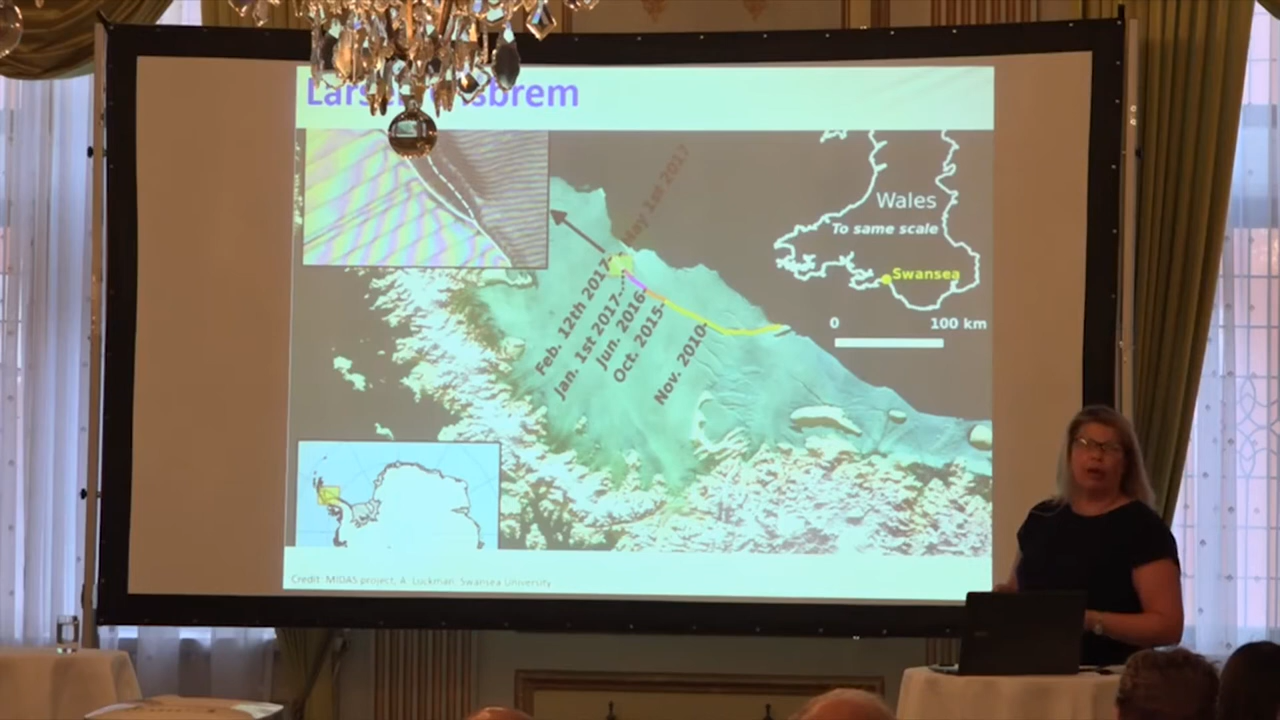 isbrem
May 1st 2017
Wales
To same scale
Swansea
0 100 km
Feb. 12th 2017
Jan. 1st 2017
Jun. 2016
Oct. 2015
Nov. 2010
Credit: MIDAS project, A. Luckman. Swansea University